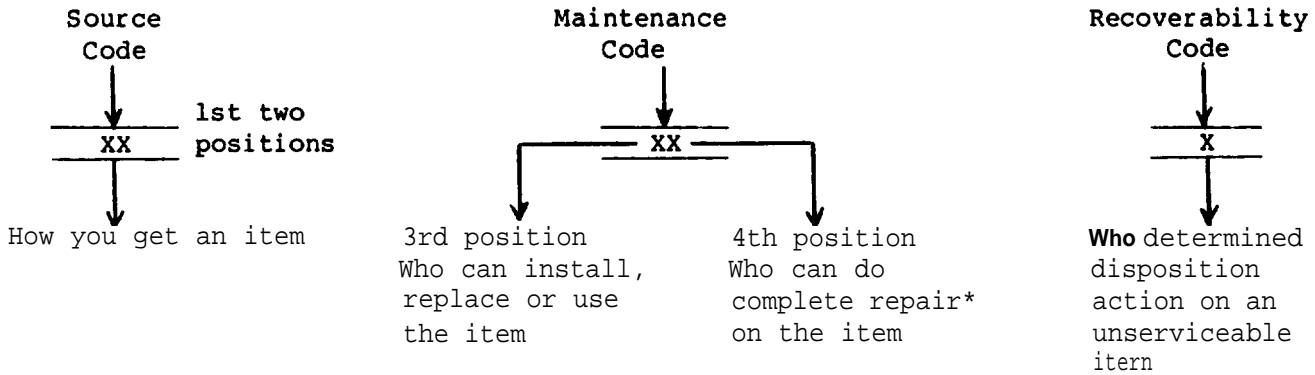 Source
Code
1st two
positions
XX
How you get an item
Maintenance
Code
XX
3rd position
Who can install,
replace or use
the item
4th position
Who can do
complete repair*
on the item
Recoverability
Code
X
Who determined
disposition
action on an
unserviceable
itern